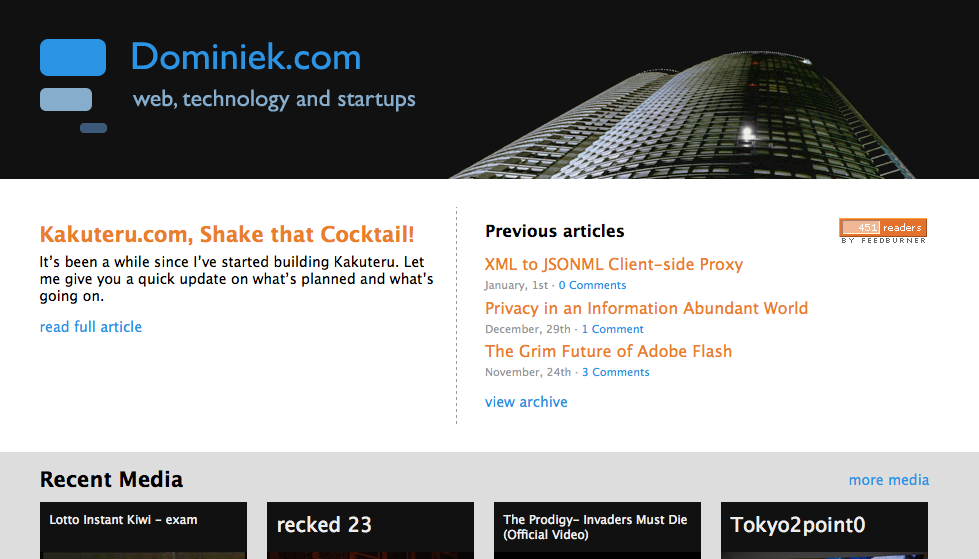 Dominiek.com
web, technology and startups
Kakuteru.com, Shake that Cocktail!
It's been a while since I've started building Kakuteru. Let
me give you a quick update on what's planned and what's
going on.
read full article
Previous articles
451 readers
BY FEEDBURNER
XML to JSONML Client-side Proxy
January, 1st · 0 Comments
Privacy in an Information Abundant World
December, 29th · 1 Comment
The Grim Future of Adobe Flash
November, 24th · 3 Comments
view archive
Recent Media
more media
Lotto Instant Kiwi - exam
recked 23
The Prodigy- Invaders Must Die
(Official Video)
Tokyo2point0